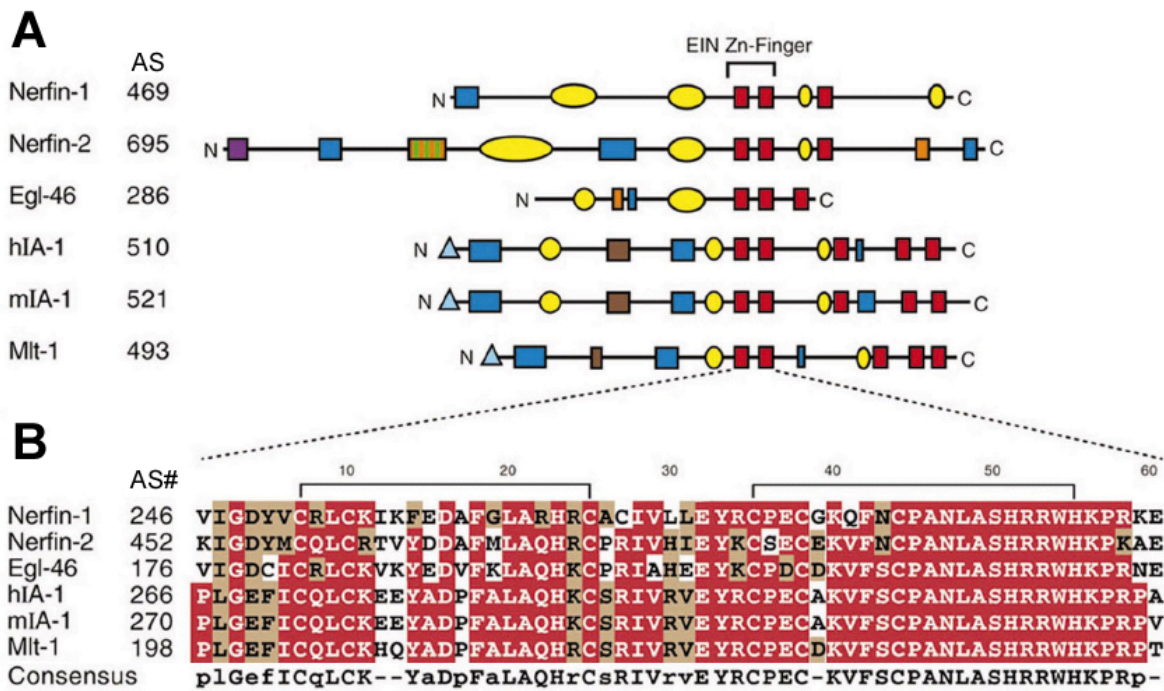 A
EIN Zn-Finger
AS
Nerfin-1 469 N C
Nerfin-2 695 N C
Egl-46 286 N C
hIA-1 510 N C
mIA-1 521 N C
Mlt-1 493 N C
B
10 20 30 40 50 60
AS#
Nerfin-1 246 VIGDYVCRLCKIKFEDAFGLARHRCACIVLLEYRCPECGKQFNCPANLASHRRWHKPRKE
Nerfin-2 452 KIGDYMCQLCRTVYDDAFMLAQHRCPRIVHIEYKCSECEKVFNCPANLASHRRWHKPKAE
Egl-46 176 VIGDCICRLCKVKYEDVFKLAQHKCPRIAHEEYKCPDCDKVFSCPANLASHRRWHKPRNE
hIA-1 266 PLGEFICQLCKEEYADPFALAQHKCSRIVRVEYRCPECAKVFSCPANLASHRRWHKPRPA
mIA-1 270 PLGEFICQLCKEEYADPFALAQHKCSRIVRVEYRCPECAKVFSCPANLASHRRWHKPRPV
Mlt-1 198 PLGEFICQLCKHQYADPFALAQHRCSRIVRVEYRCPECDKVFSCPANLASHRRWHKPRPT
Consensus plGefICqLCK--YaDpFaLAQHrCsRIVrvEYRCPEC-KVFSCPANLASHRRWHKPRp-